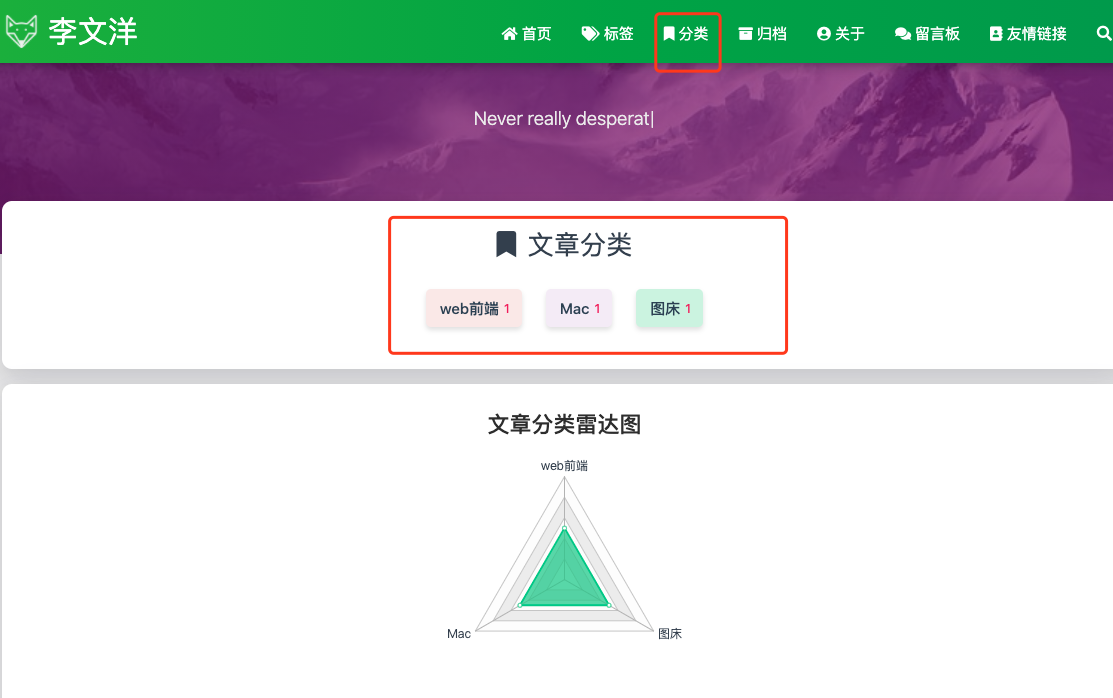 李文洋 首页 标签 分类 归档 关于 留言板 友情链接
Never really desperat|
文章分类
web前端 1 Mac 1 图床 1
文章分类雷达图
web前端
Mac 图床